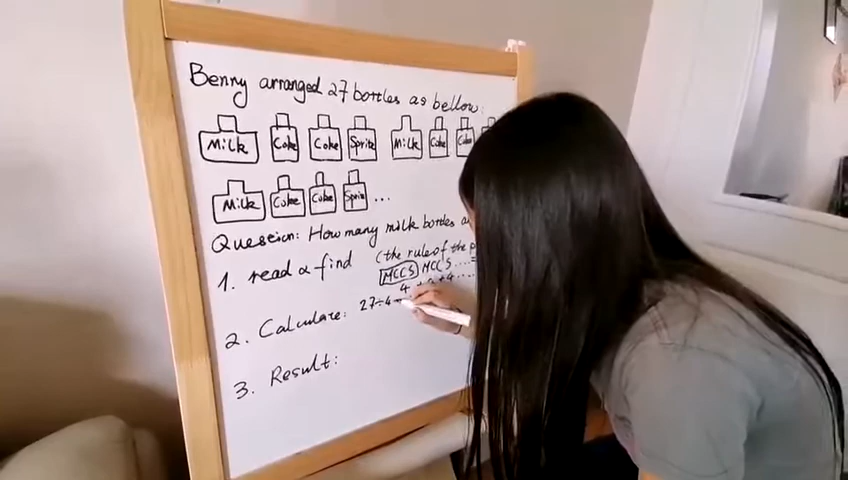 Benny arranged 27 bottles as bellow:
Milk Coke Coke Sprite Milk Coke Coke
Milk Coke Coke Sprite ...
Question: How many milk bottles
1. read & find (the rule of the
MCCS MCCS ....=
4 + 4 + 4 ....
2. Calculare: 27÷4
3. Result: